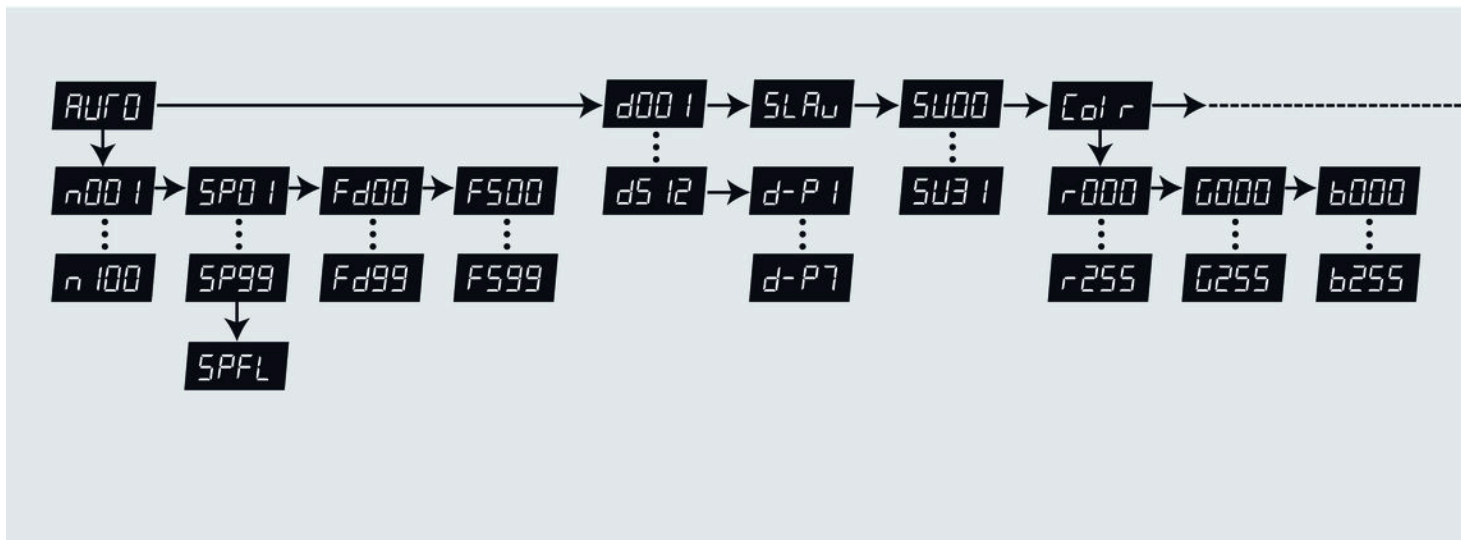 AUTO d001 SLAu SU00 Colr
n001 SP01 Fd00 FS00 d512 d-P1 SU31 r000 G000 b000
n100 SP99 Fd99 FS99 d-P7 r255 G255 b255
SPFL